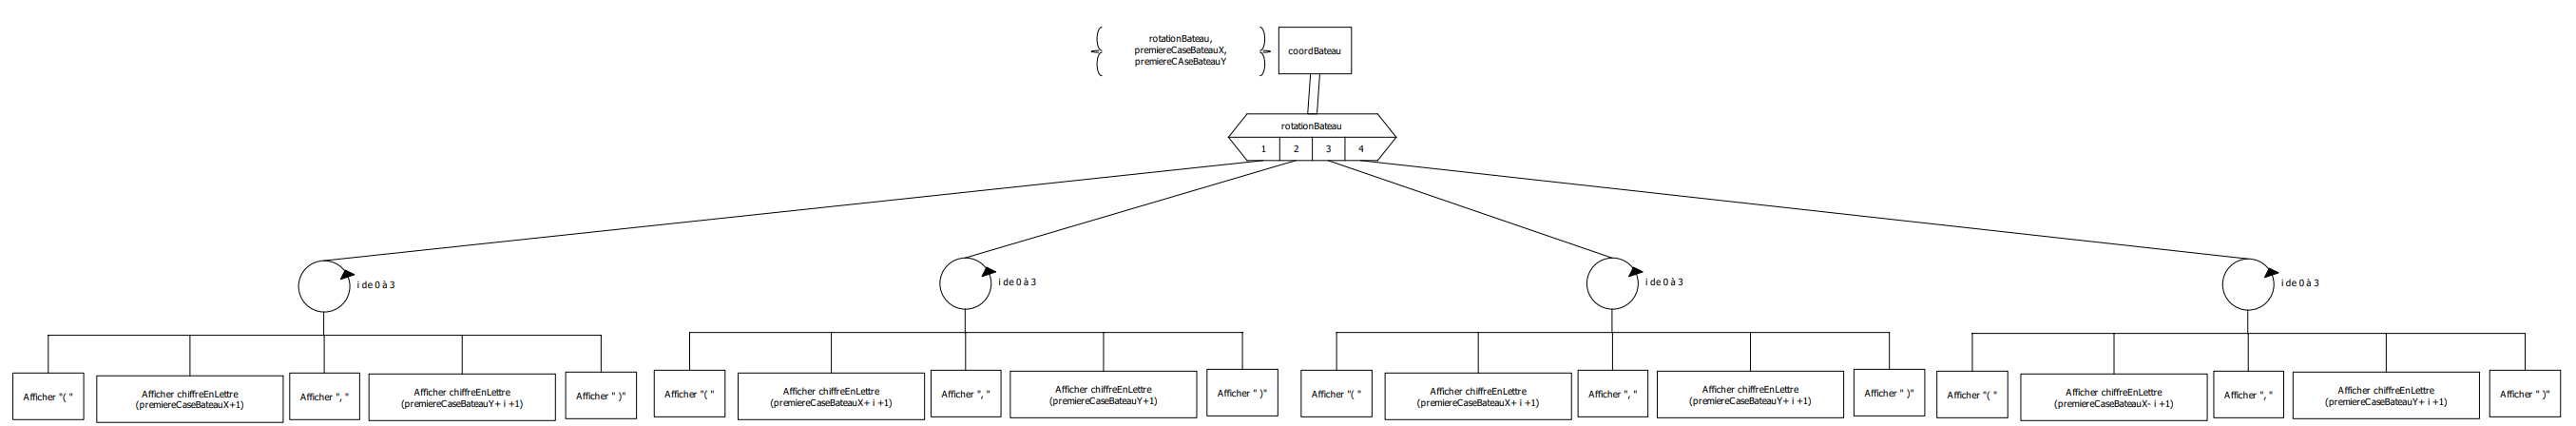 rotationBateau,
premiereCaseBateauX,
premiereCAseBateauY
coordBateau
rotationBateau
1 2 3 4
i de 0 à 3
i de 0 à 3
i de 0 à 3
i de 0 à 3
Afficher "( "
Afficher chiffreEnLettre
(premiereCaseBateauX+1)
Afficher ", "
Afficher chiffreEnLettre
(premiereCaseBateauY+ i +1)
Afficher " )"
Afficher "( "
Afficher chiffreEnLettre
(premiereCaseBateauX+ i +1)
Afficher ", "
Afficher chiffreEnLettre
(premiereCaseBateauY+1)
Afficher " )"
Afficher "( "
Afficher chiffreEnLettre
(premiereCaseBateauX+ i +1)
Afficher ", "
Afficher chiffreEnLettre
(premiereCaseBateauY+ i +1)
Afficher " )"
Afficher "( "
Afficher chiffreEnLettre
(premiereCaseBateauX- i +1)
Afficher ", "
Afficher chiffreEnLettre
(premiereCaseBateauY+ i +1)
Afficher " )"